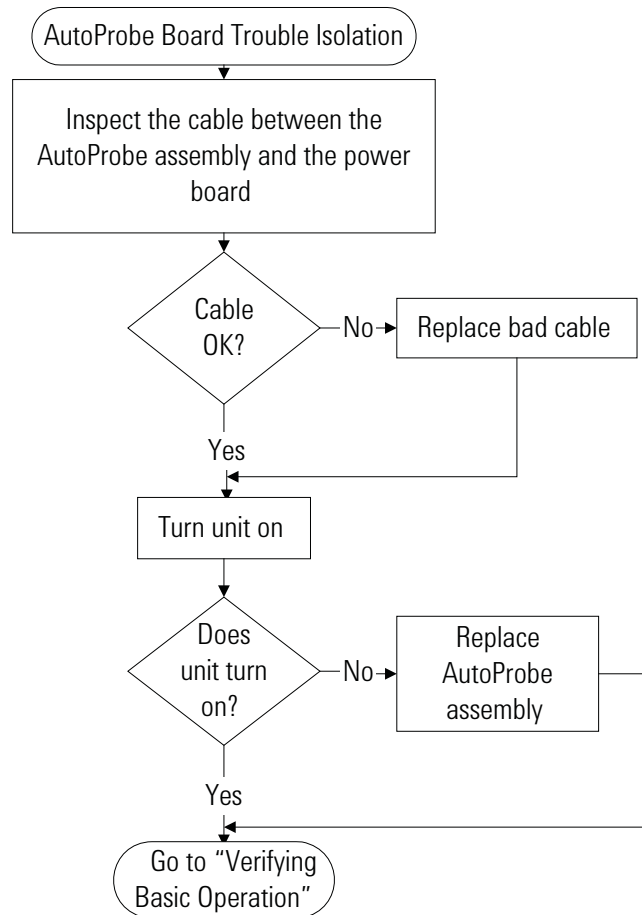 AutoProbe Board Trouble Isolation
Inspect the cable between the
AutoProbe assembly and the power
board
Cable
OK?
No
Replace bad cable
Yes
Turn unit on
Does
unit turn
on?
No
Replace
AutoProbe
assembly
Yes
Go to “Verifying
Basic Operation”